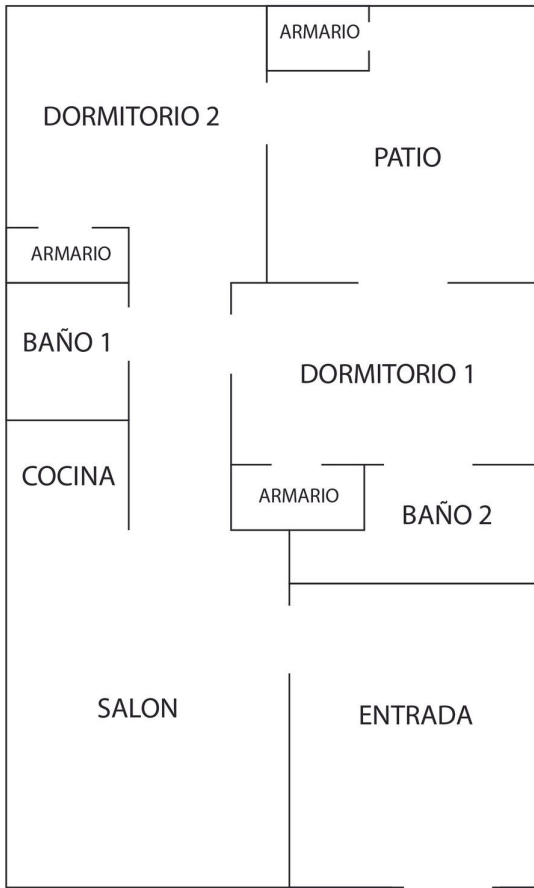 ARMARIO
DORMITORIO 2
PATIO
ARMARIO
BAÑO 1
DORMITORIO 1
COCINA
ARMARIO
BAÑO 2
SALON
ENTRADA